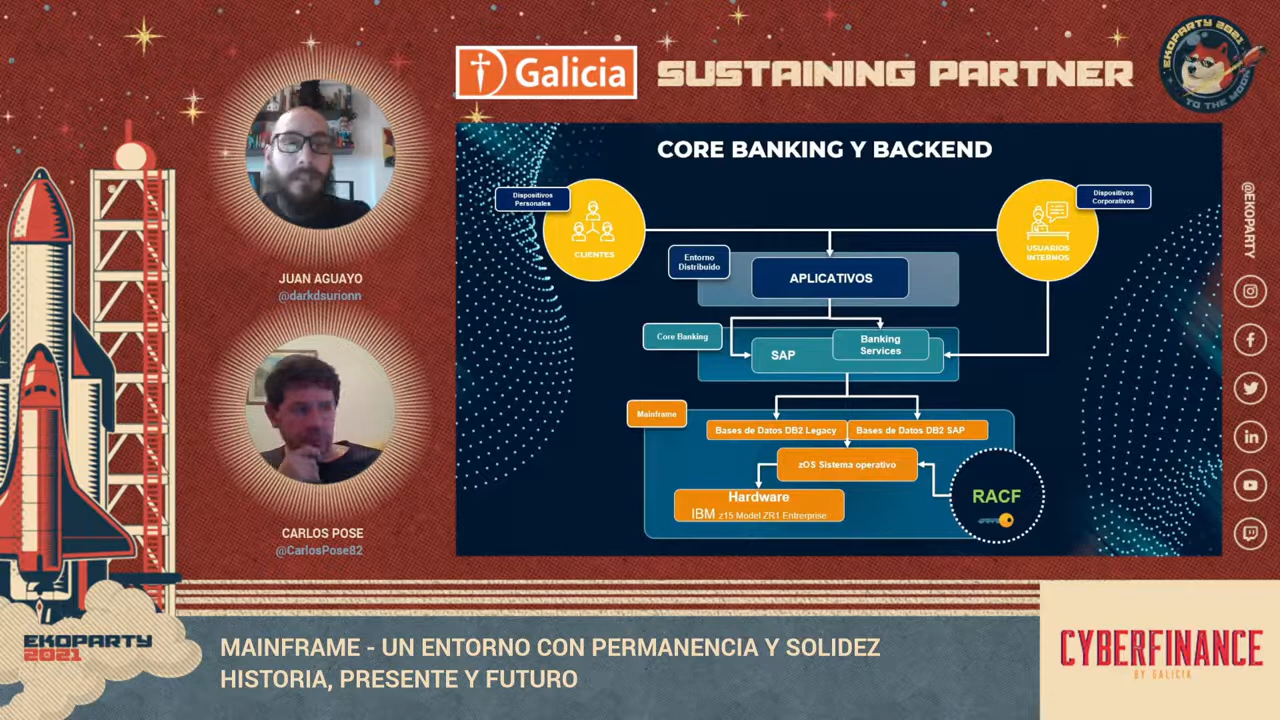 Galicia
SUSTAINING PARTNER
EKOPARTY 2021
TO THE MOON
CORE BANKING Y BACKEND
Dispositivos
Personales
CLIENTES
Dispositivos
Corporativos
USUARIOS
INTERNOS
Entorno
Distribuido
APLICATIVOS
Core Banking
SAP
Banking
Services
Mainframe
Bases de Datos DB2 Legacy
Bases de Datos DB2 SAP
zOS Sistema operativo
Hardware
IBM z15 Model ZR1 Entrerprise
RACF
JUAN AGUAYO
@darkdsurionn
CARLOS POSE
@CarlosPose82
@EKOPARTY
EKOPARTY
2021
MAINFRAME - UN ENTORNO CON PERMANENCIA Y SOLIDEZ
HISTORIA, PRESENTE Y FUTURO
CYBERFINANCE
BY GALICIA